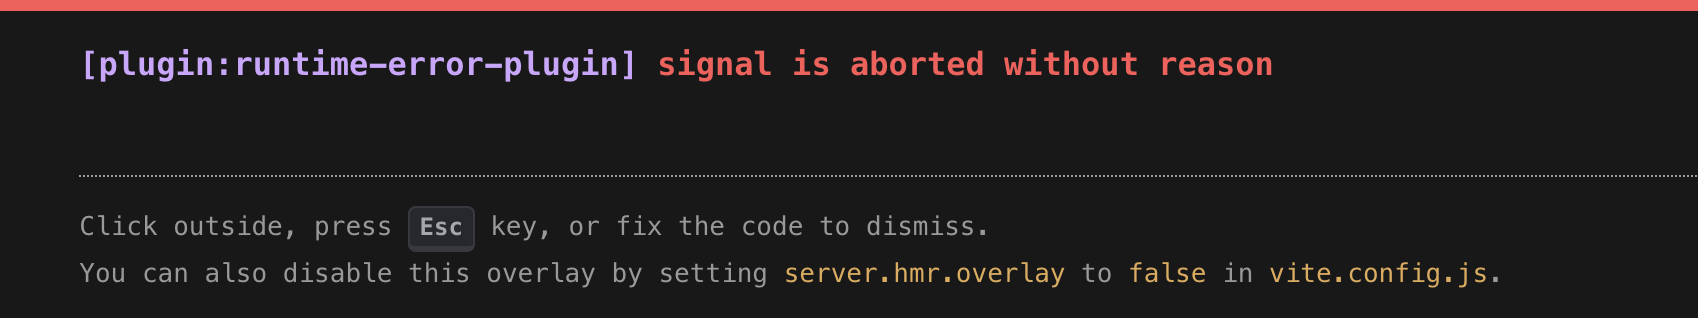 [plugin:runtime-error-plugin] signal is aborted without reason
Click outside, press Esc key, or fix the code to dismiss.
You can also disable this overlay by setting server.hmr.overlay to false in vite.config.js.